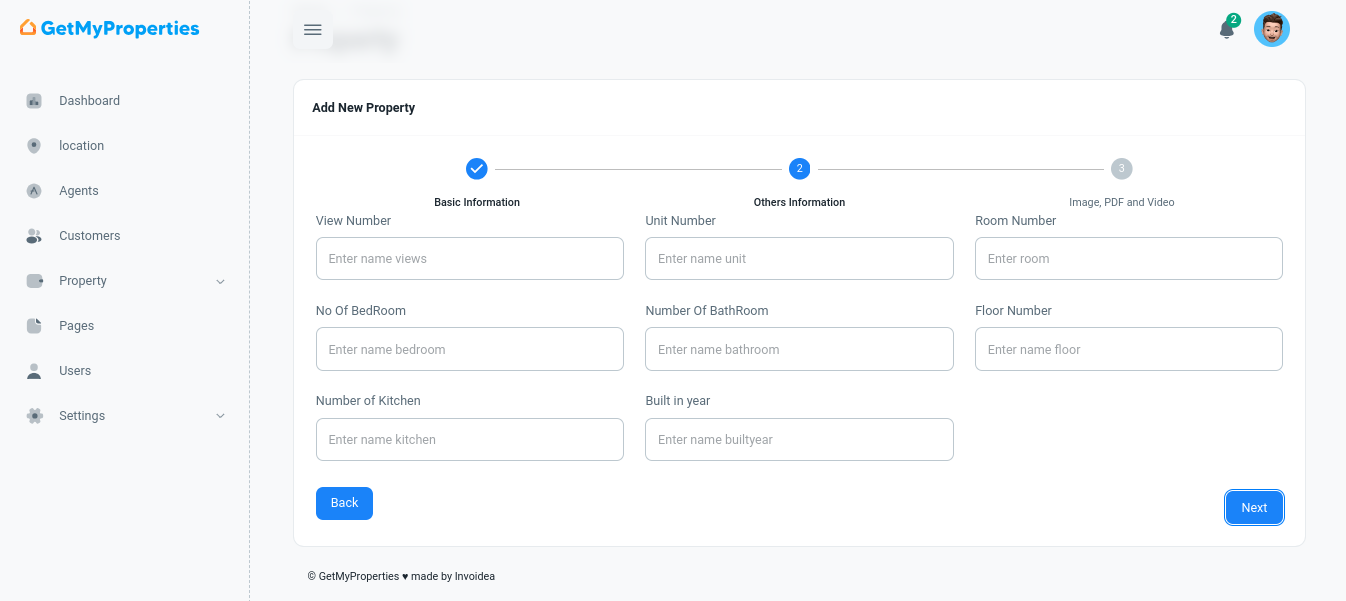 GetMyProperties
2
Dashboard
location
Agents
Customers
Property
Pages
Users
Settings
Add New Property
2
3
Basic Information
Others Information
Image, PDF and Video
View Number
Unit Number
Room Number
Enter name views
Enter name unit
Enter room
No Of BedRoom
Number Of BathRoom
Floor Number
Enter name bedroom
Enter name bathroom
Enter name floor
Number of Kitchen
Built in year
Enter name kitchen
Enter name builtyear
Back
Next
© GetMyProperties ♥ made by Invoidea